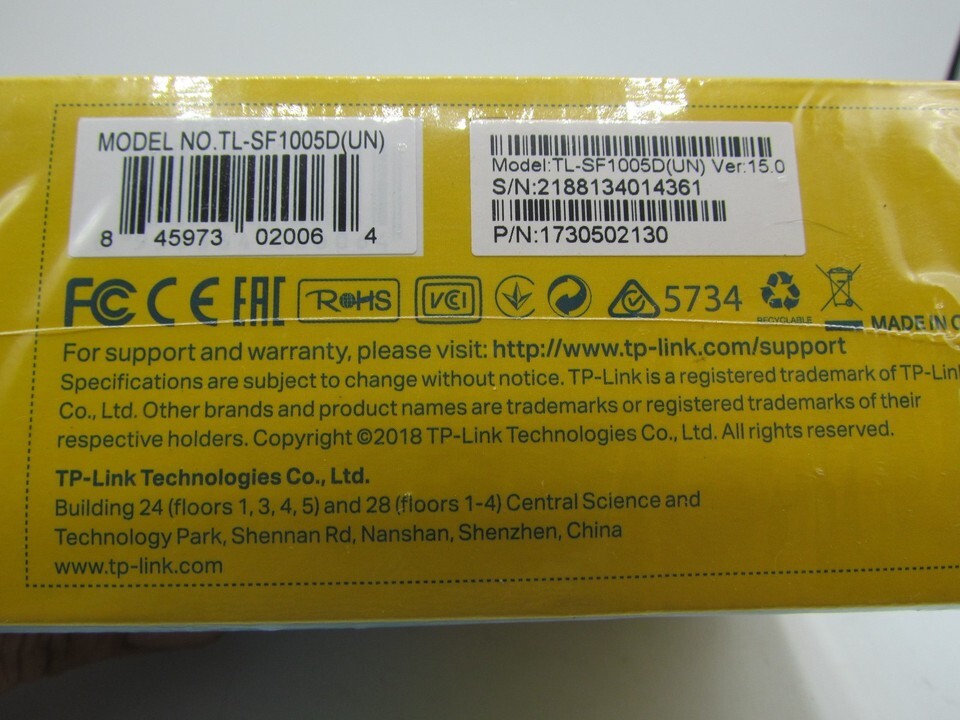 MODEL NO.TL-SF1005D(UN)
8 45973 02006 4
Model:TL-SF1005D(UN) Ver:15.0
S/N:2188134014361
P/N:1730502130
FC CE EAC RoHS VCCI 5734 RECYCLABLE
MADE IN
For support and warranty, please visit: http://www.tp-link.com/support
Specifications are subject to change without notice. TP-Link is a registered trademark of
Co., Ltd. Other brands and product names are trademarks or registered trademarks of their
respective holders. Copyright ©2018 TP-Link Technologies Co., Ltd. All rights reserved.
TP-Link Technologies Co., Ltd.
Building 24 (floors 1, 3, 4, 5) and 28 (floors 1-4) Central Science and
Technology Park, Shennan Rd, Nanshan, Shenzhen, China
www.tp-link.com